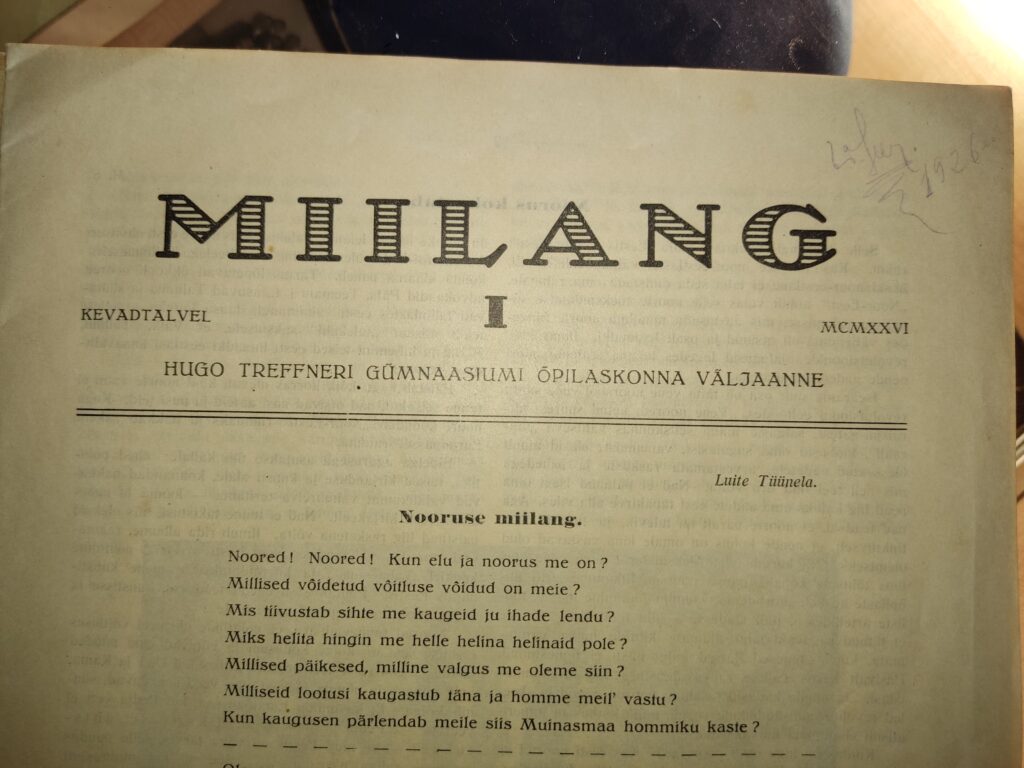 1926
MIILANG
I
KEVADTALVEL
MCMXXVI
HUGO TREFFNERI GÜMNAASIUMI ÕPILASKONNA VÄLJAANNE
Luite Tüünela.
Nooruse miilang.
Noored! Noored! Kun elu ja noorus me on?
Millised võidetud võitluse võidud on meie?
Mis tiivustab sihte me kaugeid ju ihade lendu?
Miks helita hingin me helle helina helinaid pole?
Millised päikesed, milline valgus me oleme siin?
Milliseid lootusi kaugastub täna ja homme meil' vastu?
Kun kaugusen pärlendab meile siis Muinasmaa hommiku kaste?